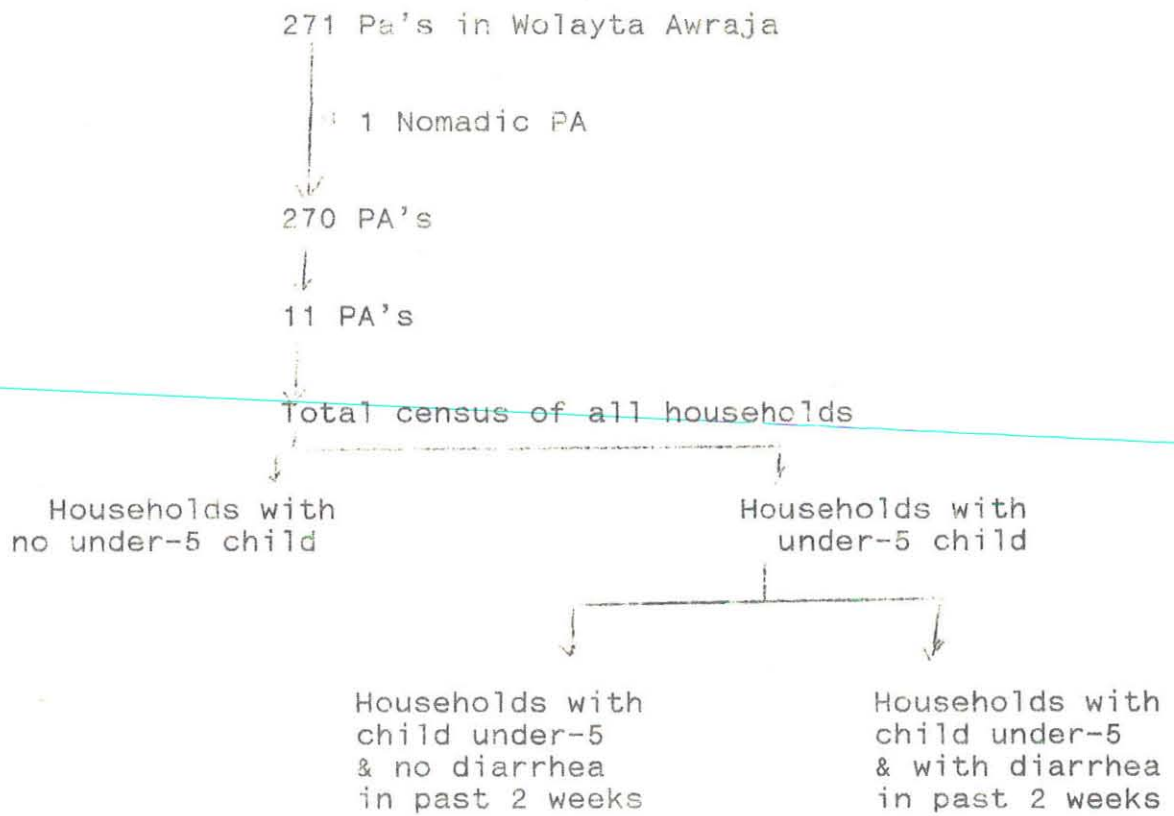 271 Pa's in Wolayta Awraja
1 Nomadic PA
270 PA's
11 PA's
Total census of all households
Households with
no under-5 child
Households with
under-5 child
Households with
child under-5
& no diarrhea
in past 2 weeks
Households with
child under-5
& with diarrhea
in past 2 weeks